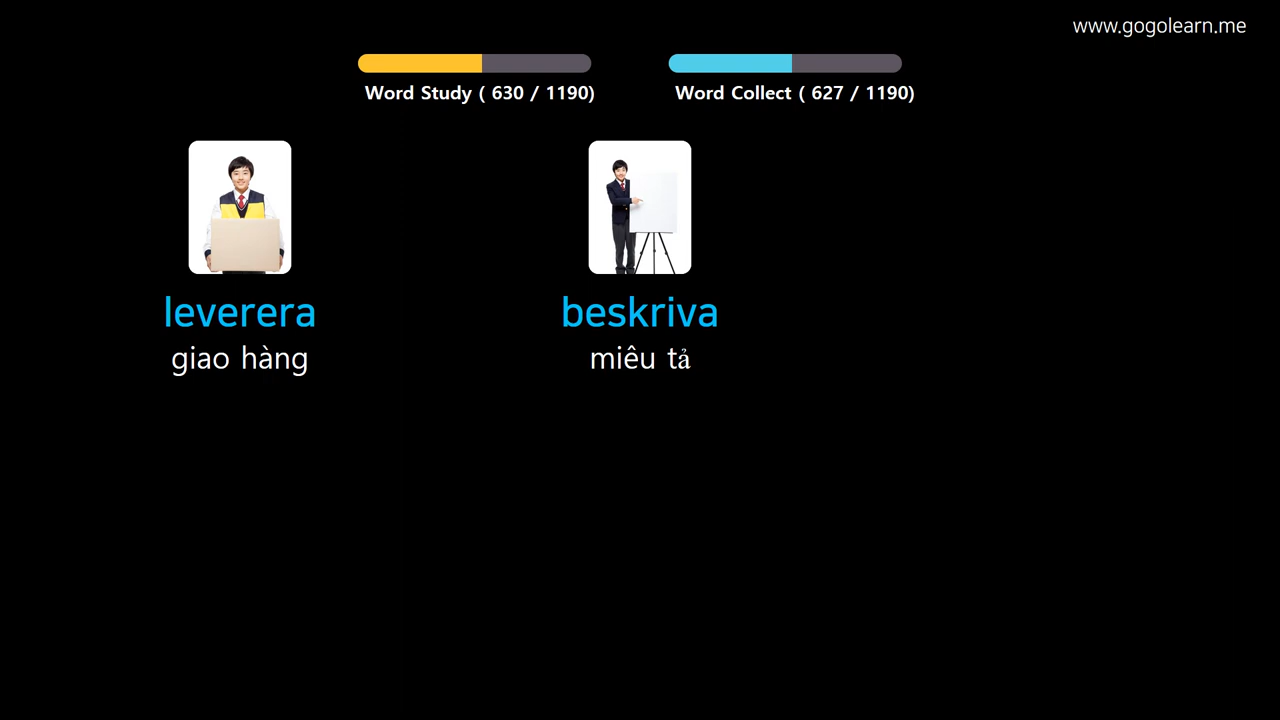 www.gogolearn.me
Word Study ( 630 / 1190)
Word Collect ( 627 / 1190)
leverera
giao hàng
beskriva
miêu tả